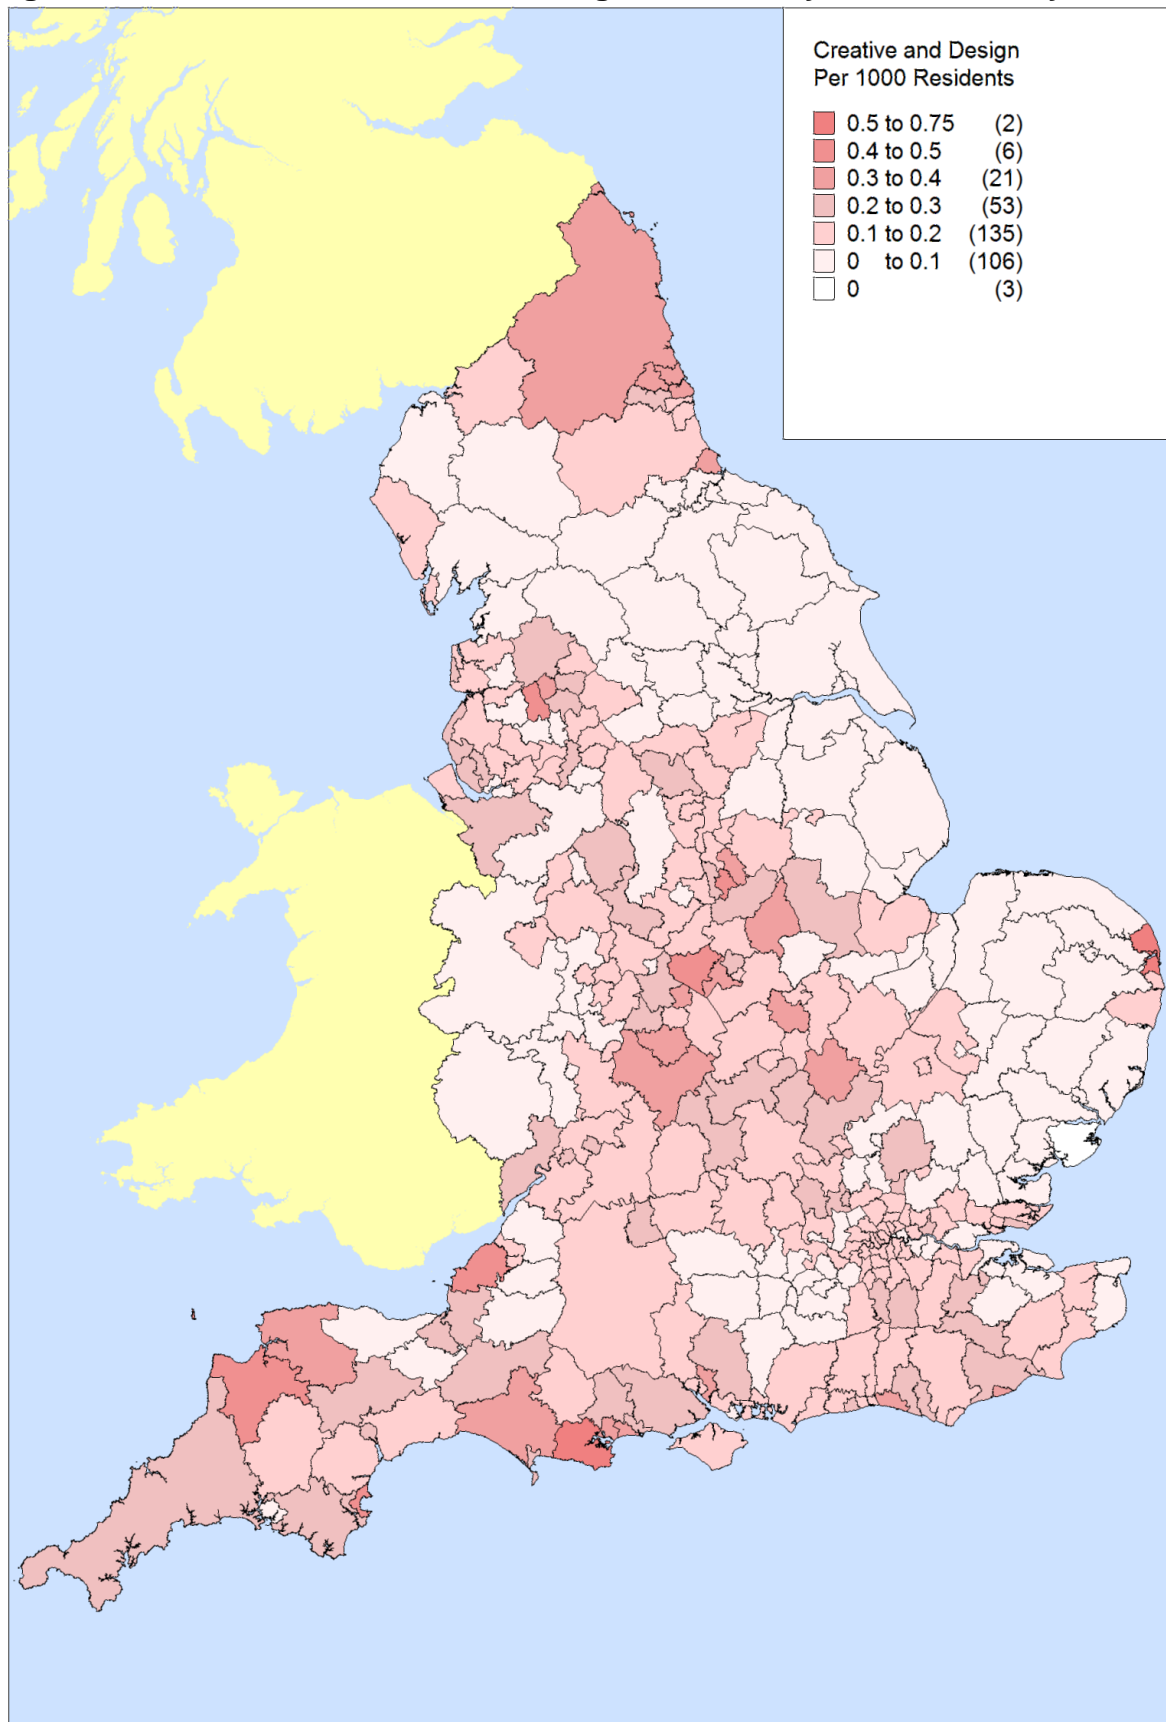 Creative and Design
Per 1000 Residents
0.5 to 0.75 (2)
0.4 to 0.5 (6)
0.3 to 0.4 (21)
0.2 to 0.3 (53)
0.1 to 0.2 (135)
0 to 0.1 (106)
0 (3)